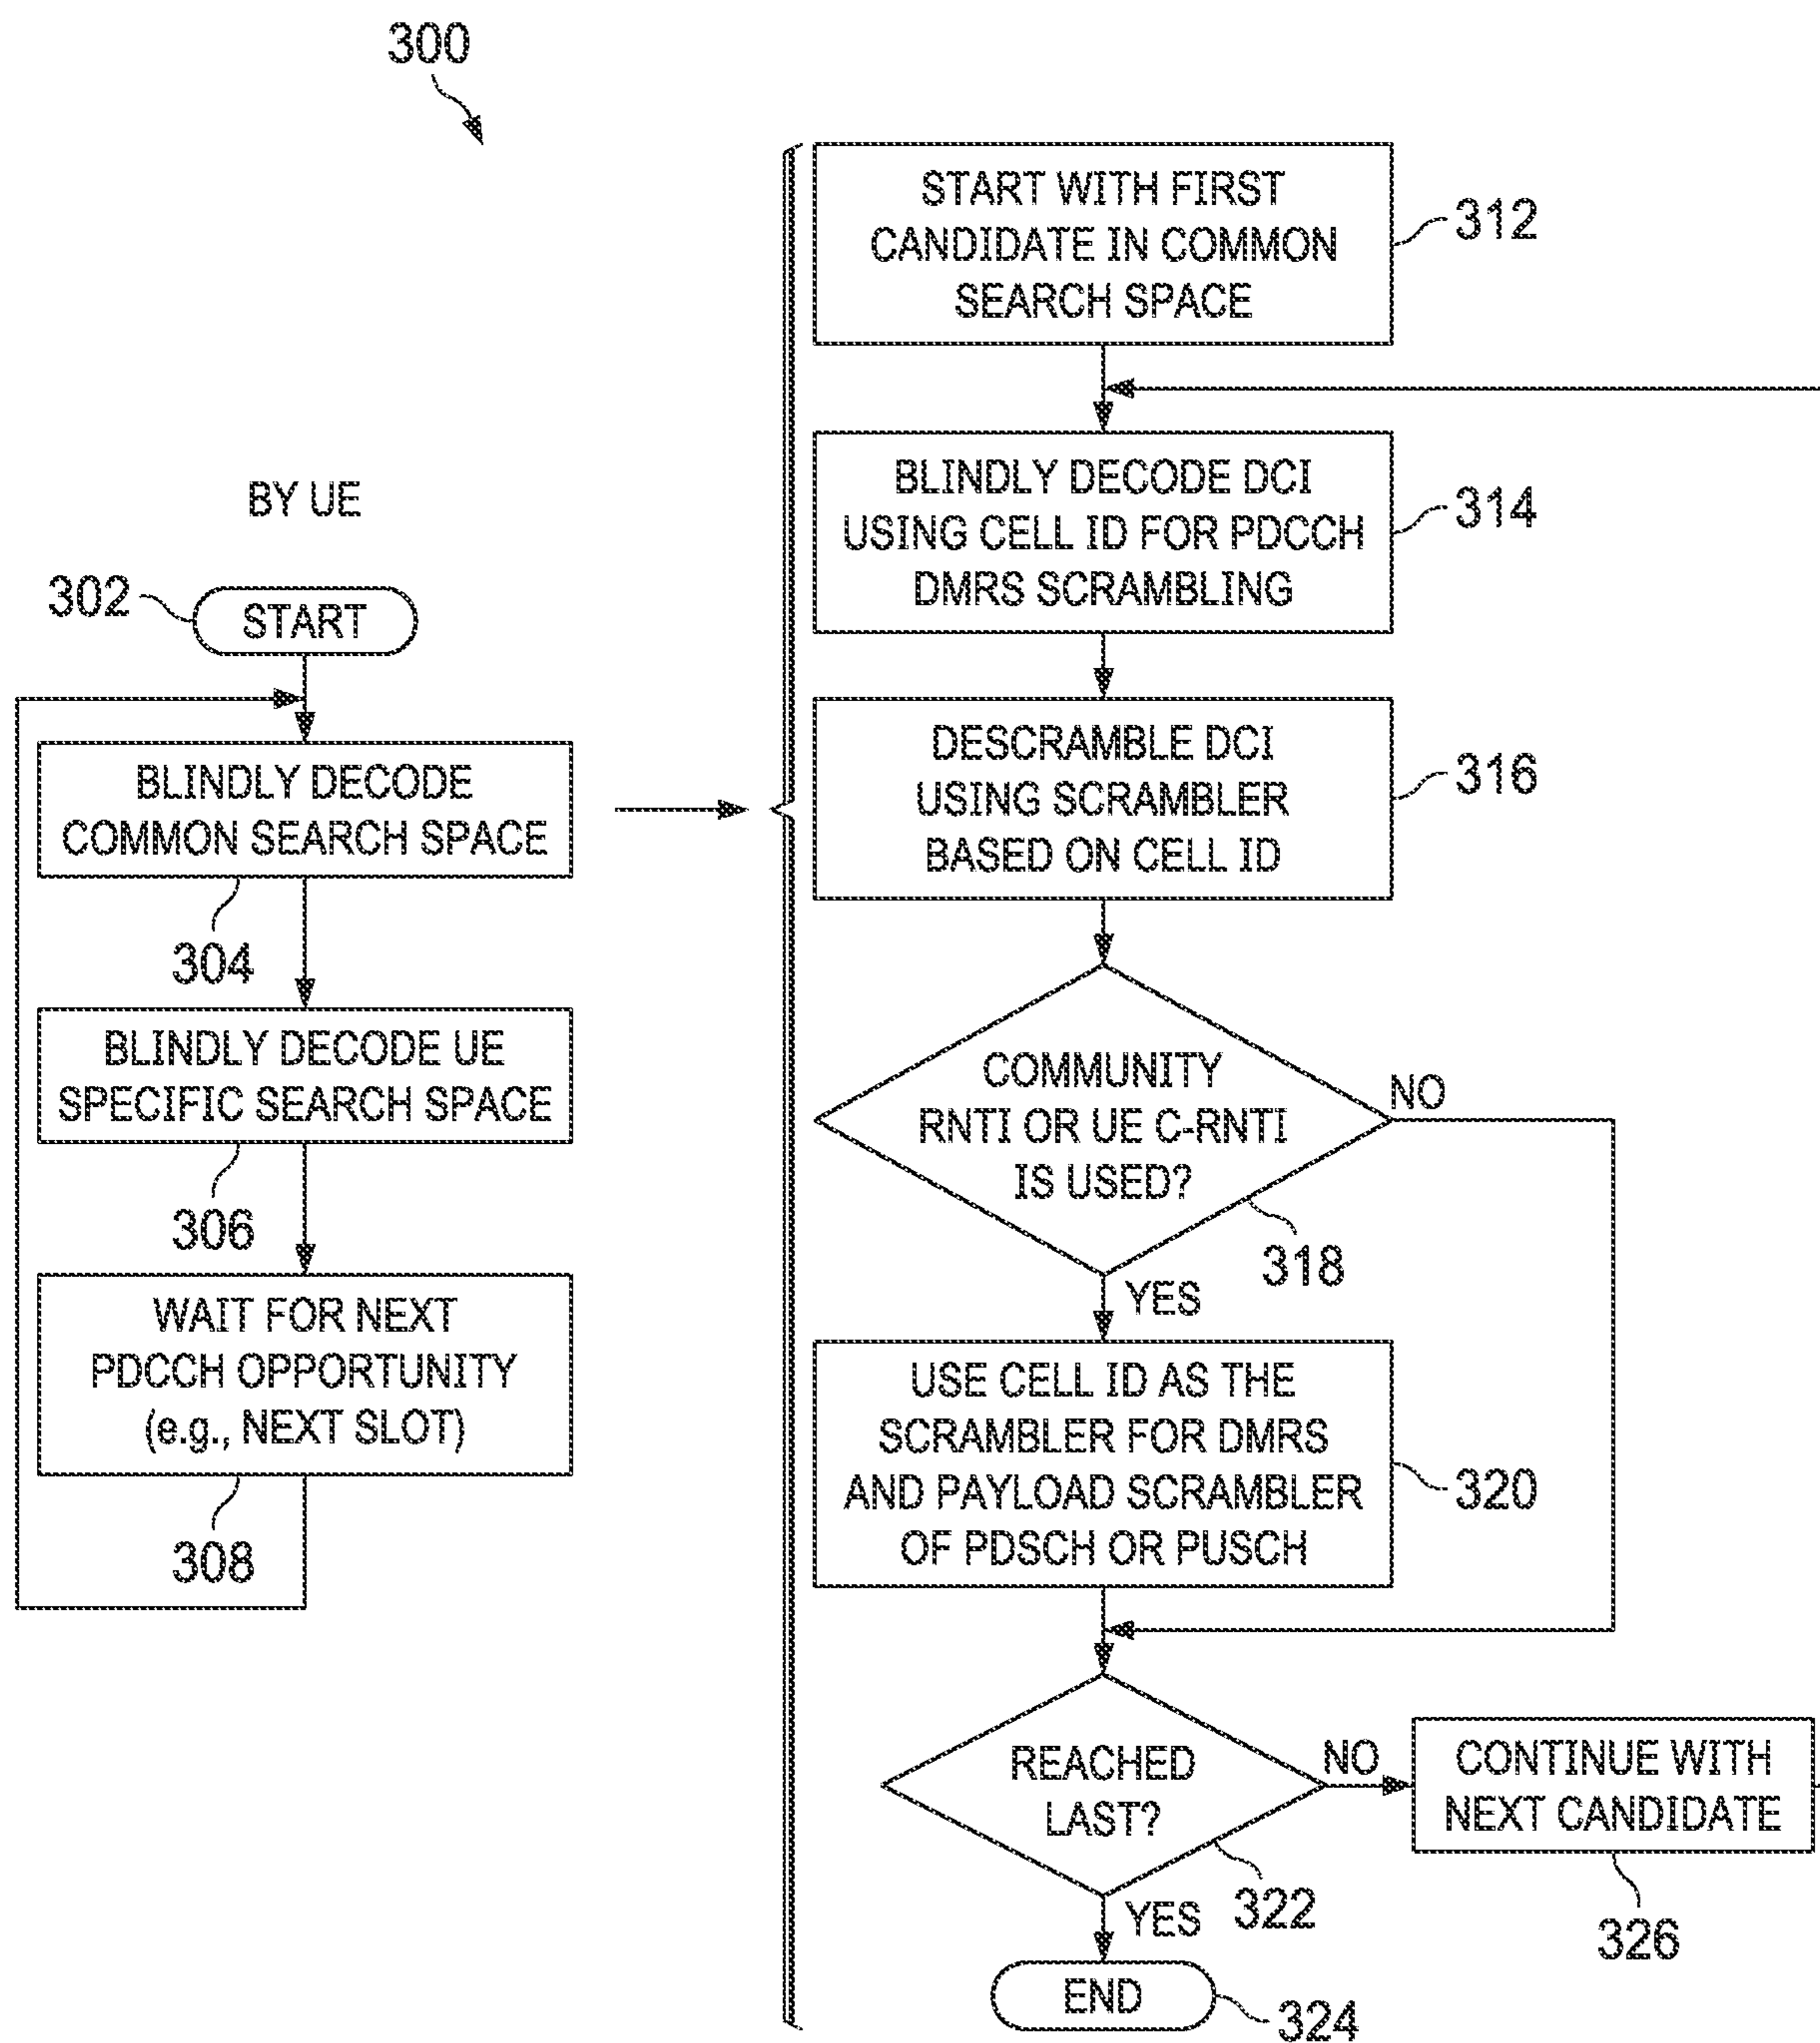 300
BY UE
302
START
BLINDLY DECODE
COMMON SEARCH SPACE
304
BLINDLY DECODE UE
SPECIFIC SEARCH SPACE
306
WAIT FOR NEXT
PDCCH OPPORTUNITY
(e.g., NEXT SLOT)
308
START WITH FIRST
CANDIDATE IN COMMON
SEARCH SPACE
312
BLINDLY DECODE DCI
USING CELL ID FOR PDCCH
DMRS SCRAMBLING
314
DESCRAMBLE DCI
USING SCRAMBLER
BASED ON CELL ID
316
COMMUNITY
RNTI OR UE C-RNTI
IS USED?
NO
318
YES
USE CELL ID AS THE
SCRAMBLER FOR DMRS
AND PAYLOAD SCRAMBLER
OF PDSCH OR PUSCH
320
REACHED
LAST?
NO
322
YES
CONTINUE WITH
NEXT CANDIDATE
326
END
324